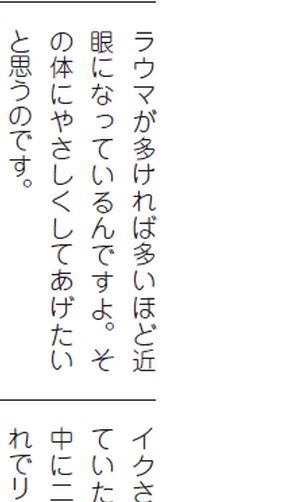 ラウマが多ければ多いほど近
眼になっているんですよ。そ
の体にやさしくしてあげたい
と思うのです。
イクさ
ていた
中に二
れでリ